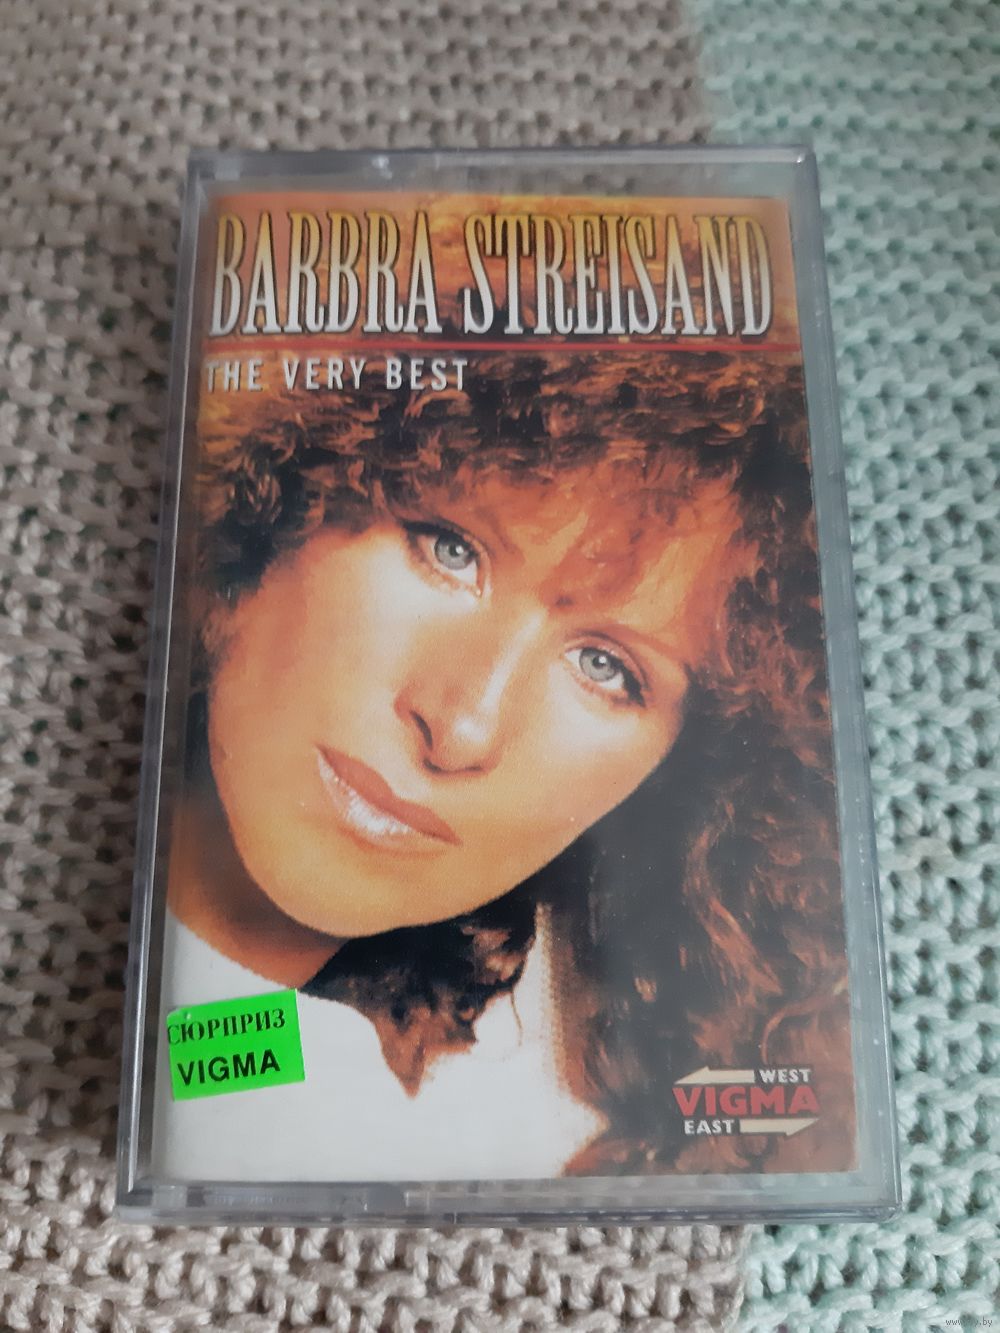 BARBRA STREISAND
THE VERY BEST
СЮРПРИЗ
VIGMA
WEST
VIGMA
EAST